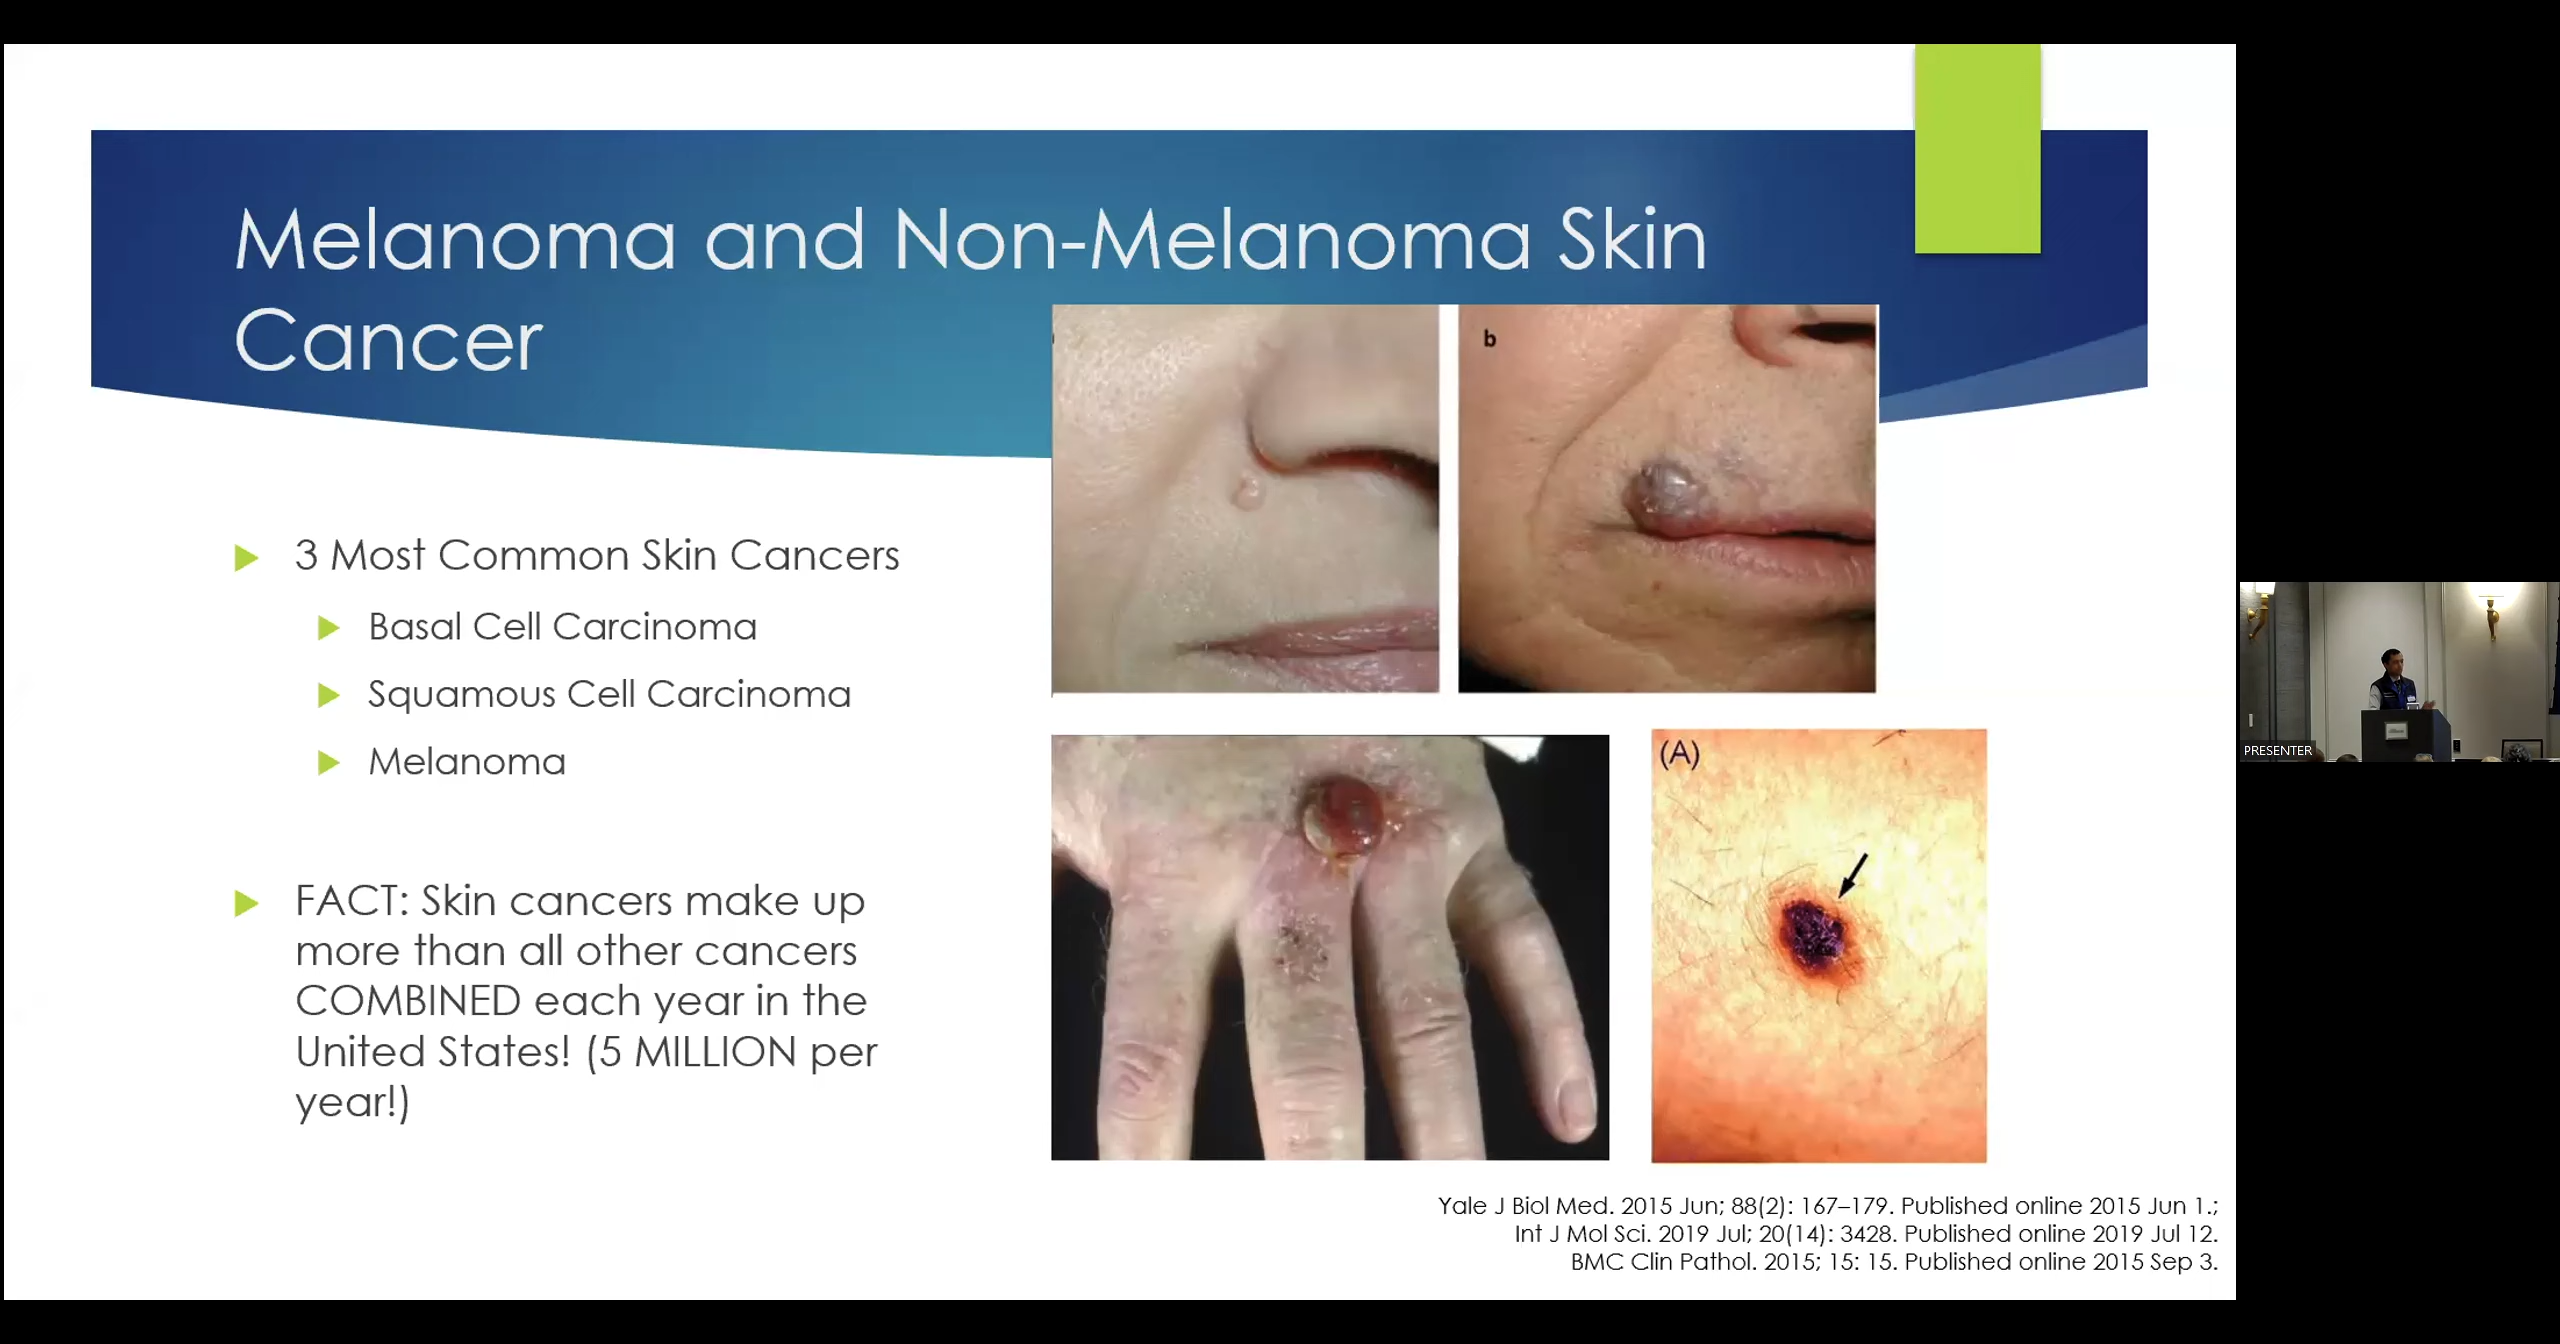 Melanoma and Non-Melanoma Skin
Cancer
b
3 Most Common Skin Cancers
Basal Cell Carcinoma
Squamous Cell Carcinoma
Melanoma
FACT: Skin cancers make up
more than all other cancers
COMBINED each year in the
United States! (5 MILLION per
year!)
(A)
Yale J Biol Med. 2015 Jun; 88(2): 167–179. Published online 2015 Jun 1.;
Int J Mol Sci. 2019 Jul; 20(14): 3428. Published online 2019 Jul 12.
BMC Clin Pathol. 2015; 15: 15. Published online 2015 Sep 3.
PRESENTER